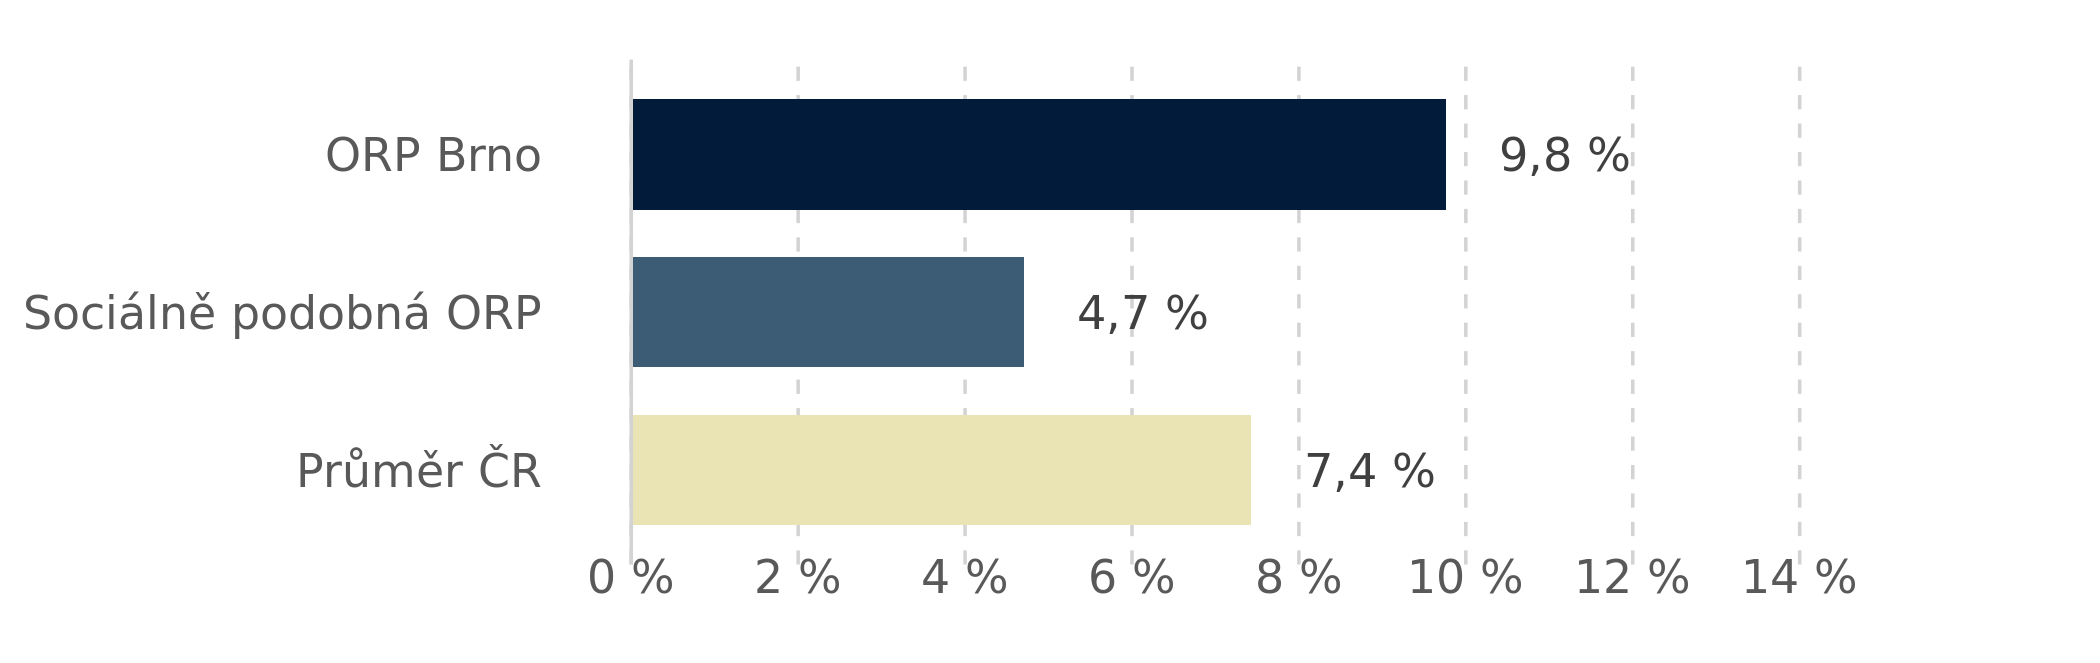 ORP Brno
9,8 %
Sociálně podobná ORP
4,7 %
Průměr ČR
7,4 %
0 % 2 % 4 % 6 % 8 % 10 % 12 % 14 %